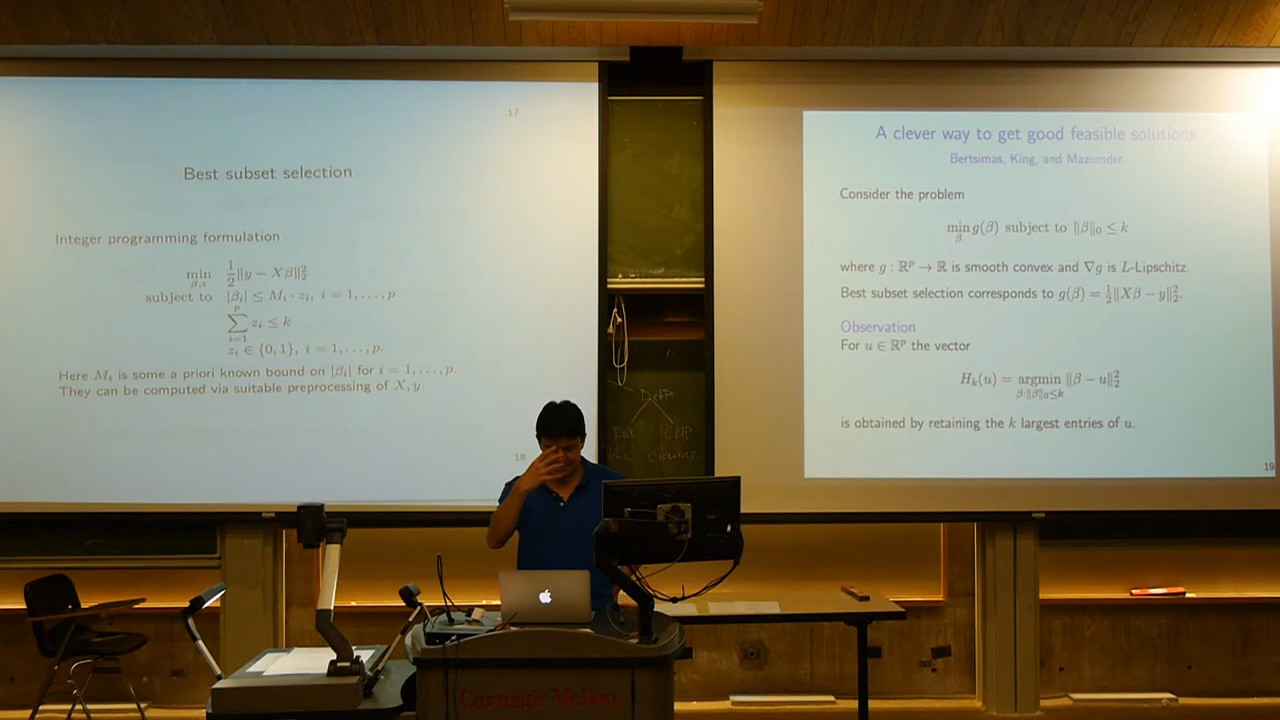 17
Best subset selection
Integer programming formulation
min β,z 1/2 ‖y − Xβ‖₂²
subject to |βᵢ| ≤ Mᵢ · zᵢ, i = 1, . . . , p
∑ᵢ₌₁ᵖ zᵢ ≤ k
zᵢ ∈ {0, 1}, i = 1, . . . , p.
Here Mᵢ is some a priori known bound on |βᵢ| for i = 1, . . . , p.
They can be computed via suitable preprocessing of X, y.
18
A clever way to get good feasible solutions
Bertsimas, King, and Mazumder
Consider the problem
min β g(β) subject to ‖β‖₀ ≤ k
where g : ℝᵖ → ℝ is smooth convex and ∇g is L-Lipschitz.
Best subset selection corresponds to g(β) = ½‖Xβ − y‖₂².
Observation
For u ∈ ℝᵖ the vector
Hₖ(u) = argmin β:‖β‖₀≤k ‖β − u‖₂²
is obtained by retaining the k largest entries of u.
19
Carnegie Mellon